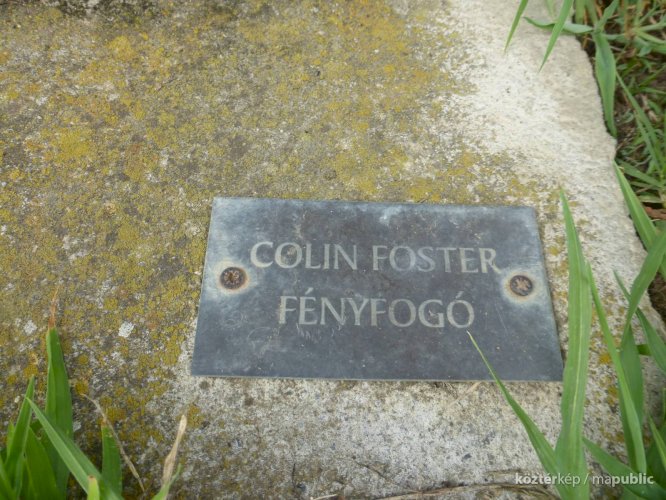 COLIN FOSTER
FÉNYFOGÓ
köztérkép / mapublic